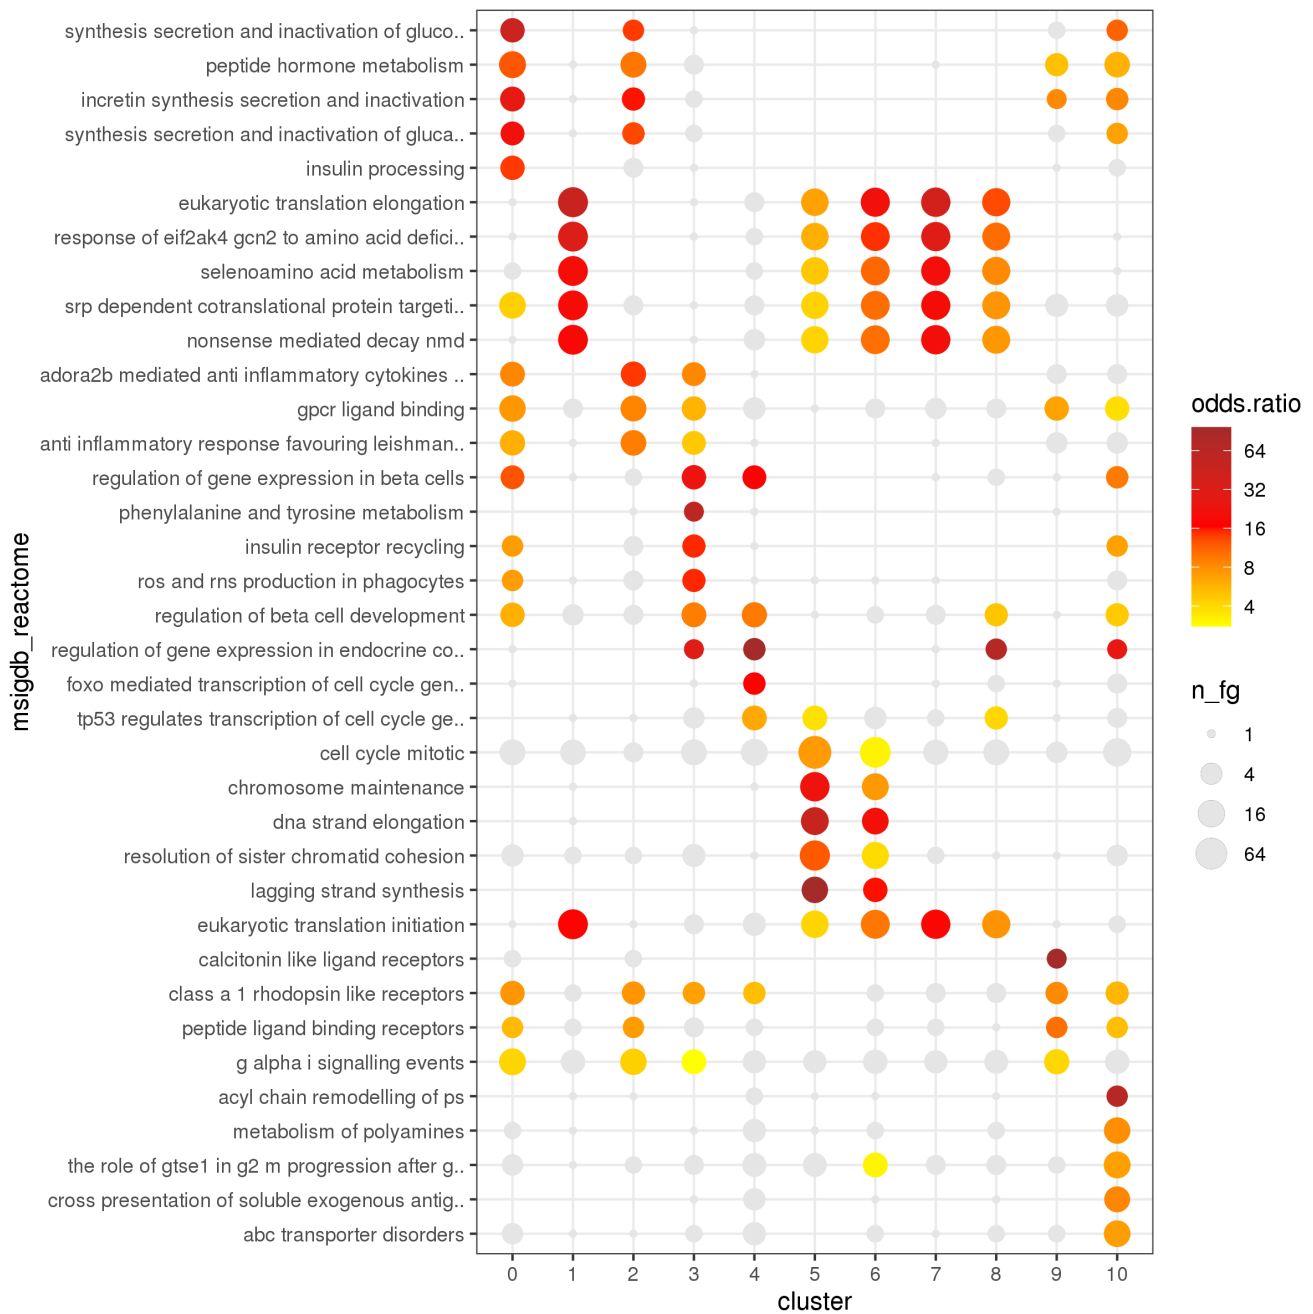 synthesis secretion and inactivation of gluco..
peptide hormone metabolism
incretin synthesis secretion and inactivation
synthesis secretion and inactivation of gluca..
insulin processing
eukaryotic translation elongation
response of eif2ak4 gcn2 to amino acid defici..
selenoamino acid metabolism
srp dependent cotranslational protein targeti..
nonsense mediated decay nmd
adora2b mediated anti inflammatory cytokines ..
gpcr ligand binding
anti inflammatory response favouring leishman..
regulation of gene expression in beta cells
phenylalanine and tyrosine metabolism
insulin receptor recycling
ros and rns production in phagocytes
regulation of beta cell development
regulation of gene expression in endocrine co..
foxo mediated transcription of cell cycle gen..
tp53 regulates transcription of cell cycle ge..
cell cycle mitotic
chromosome maintenance
dna strand elongation
resolution of sister chromatid cohesion
lagging strand synthesis
eukaryotic translation initiation
calcitonin like ligand receptors
class a 1 rhodopsin like receptors
peptide ligand binding receptors
g alpha i signalling events
acyl chain remodelling of ps
metabolism of polyamines
the role of gtse1 in g2 m progression after g..
cross presentation of soluble exogenous antig..
abc transporter disorders
msigdb_reactome
0 1 2 3 4 5 6 7 8 9 10
cluster
odds.ratio
64
32
16
8
4
n_fg
1
4
16
64